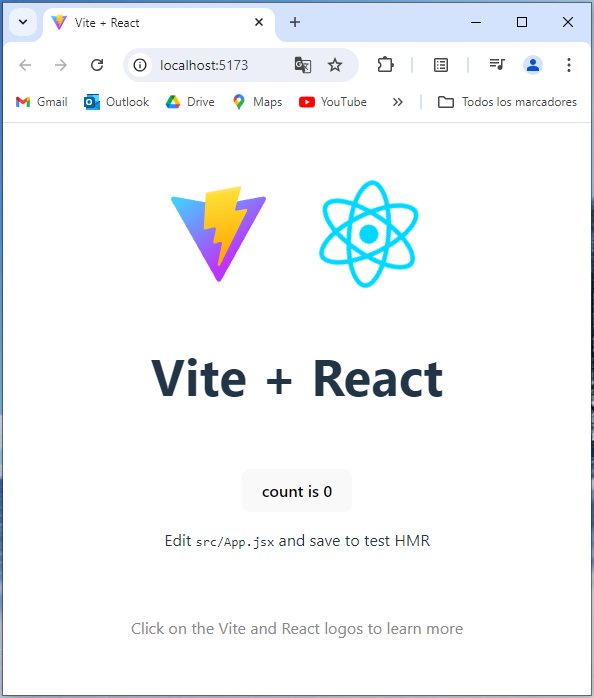 Vite + React
localhost:5173
Gmail Outlook Drive Maps YouTube Todos los marcadores
Vite + React
count is 0
Edit src/App.jsx and save to test HMR
Click on the Vite and React logos to learn more